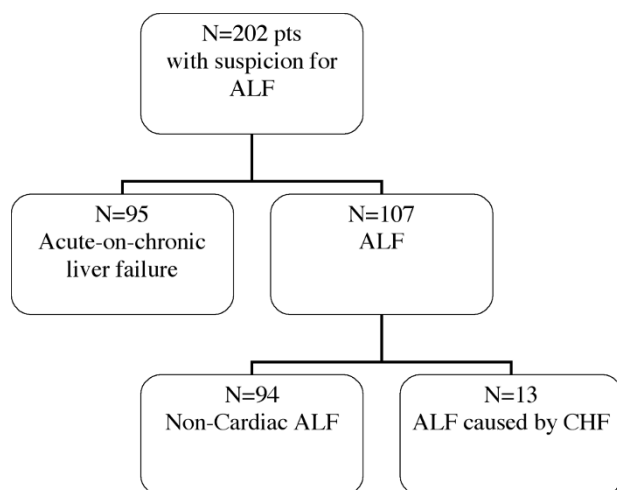 N=202 pts
with suspicion for
ALF
N=95
Acute-on-chronic
liver failure
N=107
ALF
N=94
Non-Cardiac ALF
N=13
ALF caused by CHF